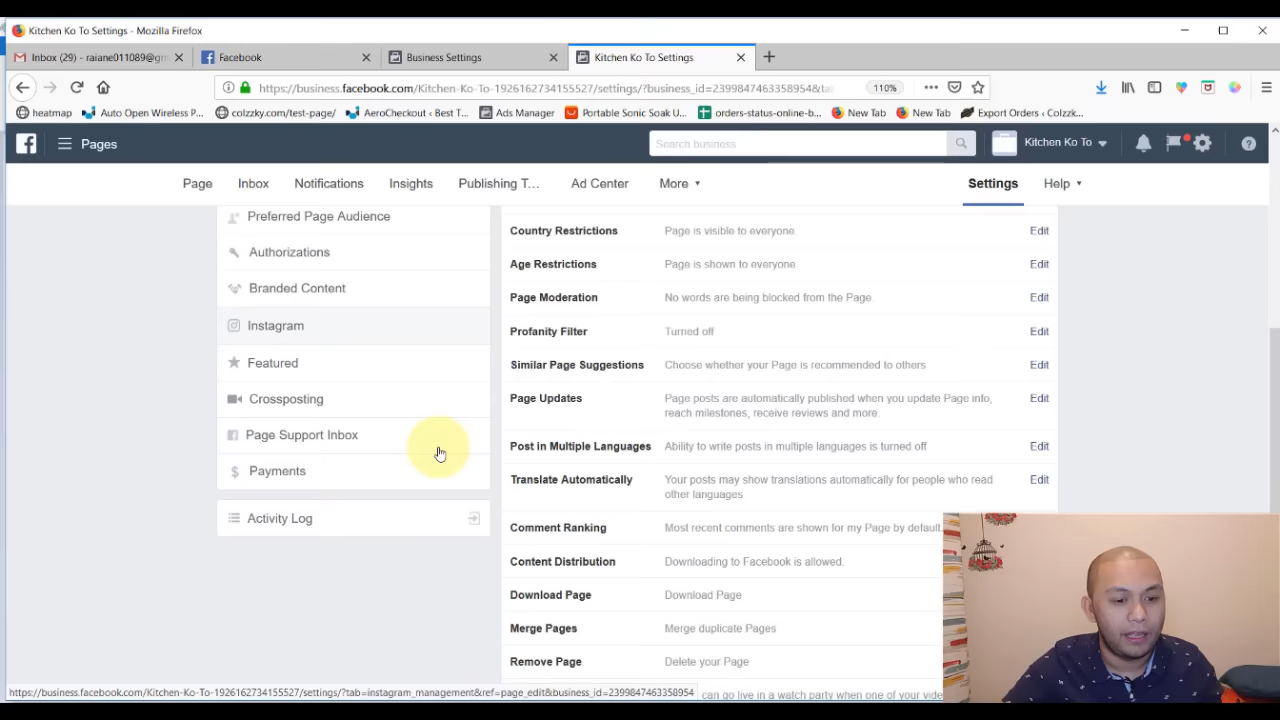 Kitchen Ko To Settings - Mozilla Firefox
Inbox (29) - raiane011089@gm
Facebook
Business Settings
Kitchen Ko To Settings
https://business.facebook.com/Kitchen-Ko-To-1926162734155527/settings/?business_id=2399847463358954&ta
110%
heatmap
Auto Open Wireless P...
colzzky.com/test-page/
AeroCheckout ‹ Best T...
Ads Manager
Portable Sonic Soak U...
orders-status-online-b...
New Tab
New Tab
Export Orders ‹ Colzzk...
Pages
Search business
Kitchen Ko To
Page
Inbox
Notifications
Insights
Publishing T...
Ad Center
More
Settings
Help
Preferred Page Audience
Authorizations
Branded Content
Instagram
Featured
Crossposting
Page Support Inbox
Payments
Activity Log
Country Restrictions
Page is visible to everyone.
Edit
Age Restrictions
Page is shown to everyone
Edit
Page Moderation
No words are being blocked from the Page.
Edit
Profanity Filter
Turned off
Edit
Similar Page Suggestions
Choose whether your Page is recommended to others
Edit
Page Updates
Page posts are automatically published when you update Page info,
reach milestones, receive reviews and more.
Edit
Post in Multiple Languages
Ability to write posts in multiple languages is turned off
Edit
Translate Automatically
Your posts may show translations automatically for people who read
other languages
Edit
Comment Ranking
Most recent comments are shown for my Page by default.
Content Distribution
Downloading to Facebook is allowed.
Download Page
Download Page
Merge Pages
Merge duplicate Pages
Remove Page
Delete your Page
https://business.facebook.com/Kitchen-Ko-To-1926162734155527/settings/?tab=instagram_management&ref=page_edit&business_id=2399847463358954
can go live in a watch party when one of your vide